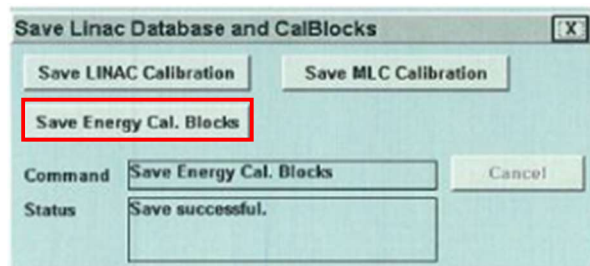 Save Linac Database and CalBlocks X
Save LINAC Calibration Save MLC Calibration
Save Energy Cal. Blocks
Command Save Energy Cal. Blocks Cancel
Status Save successful.